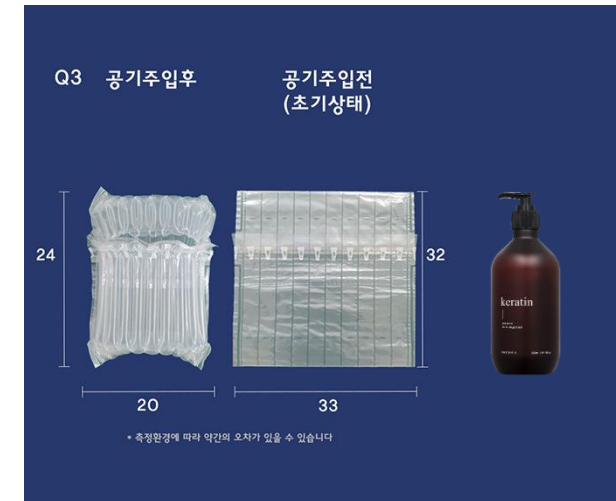 Q3 공기주입후
공기주입전
(초기상태)
24
32
20
33
keratin
* 측정환경에 따라 약간의 오차가 있을 수 있습니다